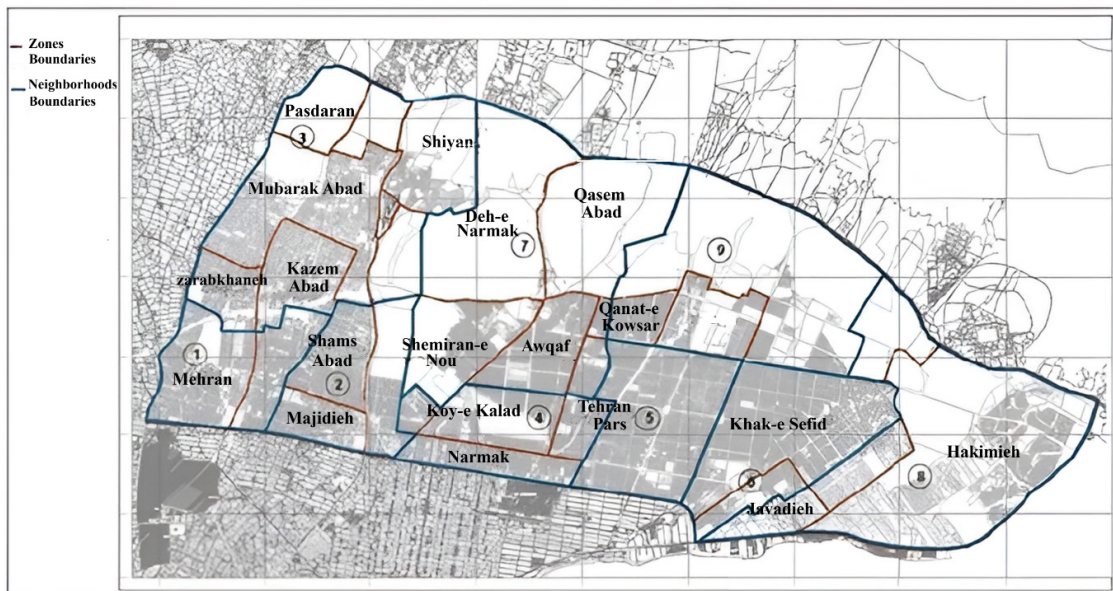 Zones
Boundaries
Neighborhoods
Boundaries
Pasdaran
3
Shiyan
Mubarak Abad
Qasem
Abad
Deh-e
Narmak
7
9
zarabkhaneh
Kazem
Abad
Qanat-e
Kowsar
Shams
Abad
Shemiran-e
Nou
Awqaf
1
Mehran
2
Majidieh
Koy-e Kalad
4
Tehran
Pars
5
Khak-e Sefid
Narmak
Hakimieh
6
8
Javadieh